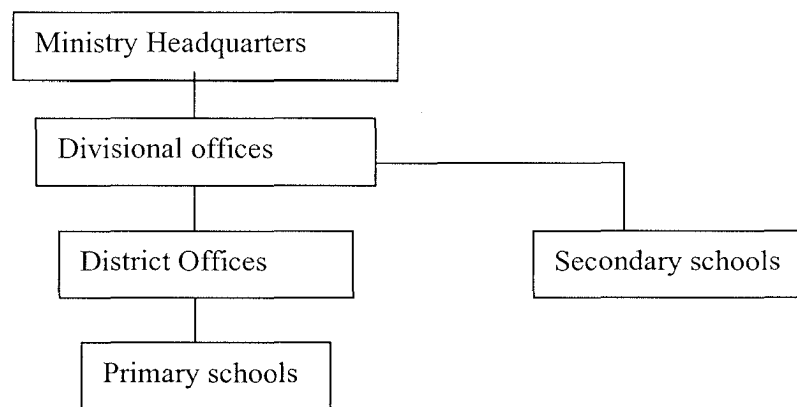 Ministry Headquarters
Divisional offices
District Offices
Secondary schools
Primary schools